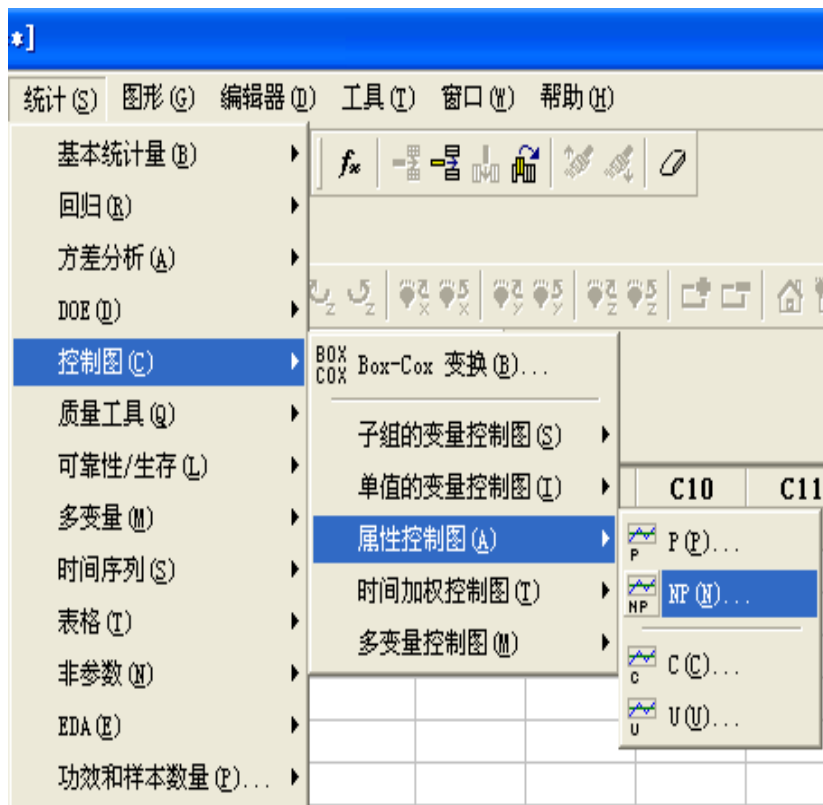 *]
统计(S) 图形(G) 编辑器(D) 工具(T) 窗口(W) 帮助(H)
基本统计量(B)
回归(R)
方差分析(A)
DOE(D)
控制图(C)
质量工具(Q)
可靠性/生存(L)
多变量(M)
时间序列(S)
表格(T)
非参数(N)
EDA(E)
功效和样本数量(P)...
fx
Z Z X X Y Y Z Z
BOX COX Box-Cox 变换(B)...
子组的变量控制图(S)
单值的变量控制图(I)
属性控制图(A)
时间加权控制图(T)
多变量控制图(M)
C10 C11
P P(P)...
NP NP(N)...
C C(C)...
U U(U)...